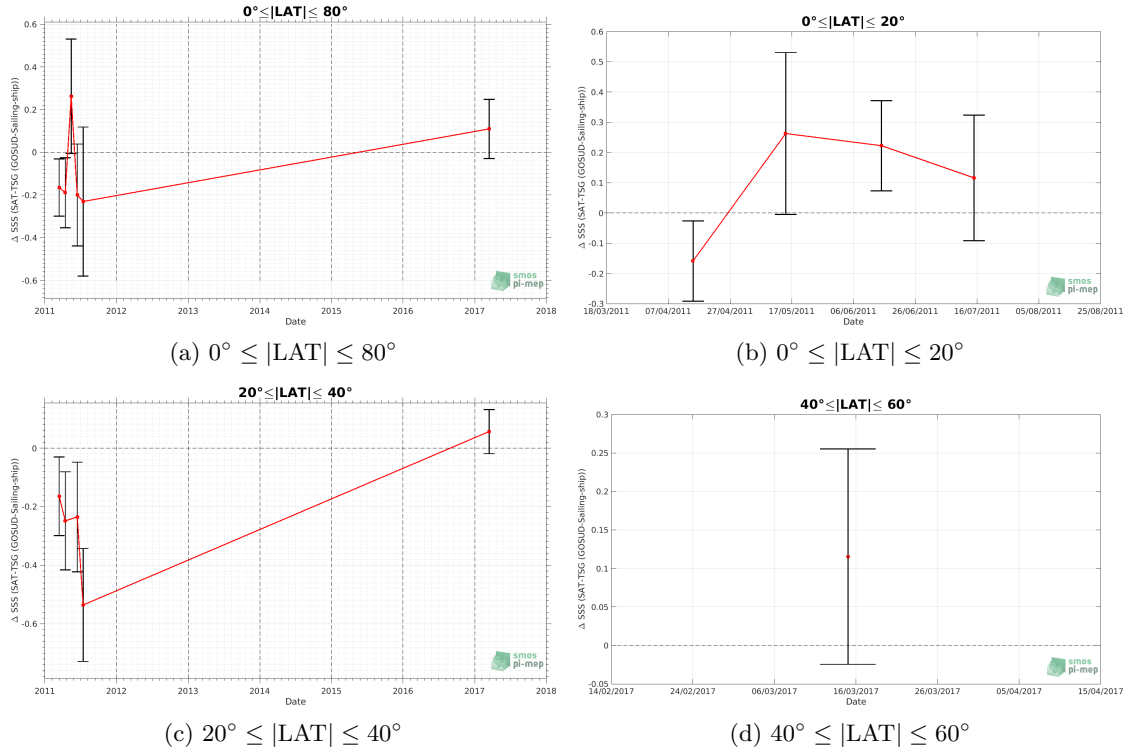 0°≤|LAT|≤ 80°
Δ SSS (SAT-TSG (GOSUD-Sailing-ship))
0.6
0.4
0.2
0
-0.2
-0.4
-0.6
2011 2012 2013 2014 2015 2016 2017 2018
Date
smos
pi-mep
(a) 0° ≤ |LAT| ≤ 80°
0°≤|LAT|≤ 20°
Δ SSS (SAT-TSG (GOSUD-Sailing-ship))
0.6
0.5
0.4
0.3
0.2
0.1
0
-0.1
-0.2
-0.3
18/03/2011 07/04/2011 27/04/2011 17/05/2011 06/06/2011 26/06/2011 16/07/2011 05/08/2011 25/08/2011
Date
smos
pi-mep
(b) 0° ≤ |LAT| ≤ 20°
20°≤|LAT|≤ 40°
Δ SSS (SAT-TSG (GOSUD-Sailing-ship))
0
-0.2
-0.4
-0.6
2011 2012 2013 2014 2015 2016 2017 2018
Date
smos
pi-mep
(c) 20° ≤ |LAT| ≤ 40°
40°≤|LAT|≤ 60°
Δ SSS (SAT-TSG (GOSUD-Sailing-ship))
0.3
0.25
0.2
0.15
0.1
0.05
0
-0.05
14/02/2017 24/02/2017 06/03/2017 16/03/2017 26/03/2017 05/04/2017 15/04/2017
Date
smos
pi-mep
(d) 40° ≤ |LAT| ≤ 60°